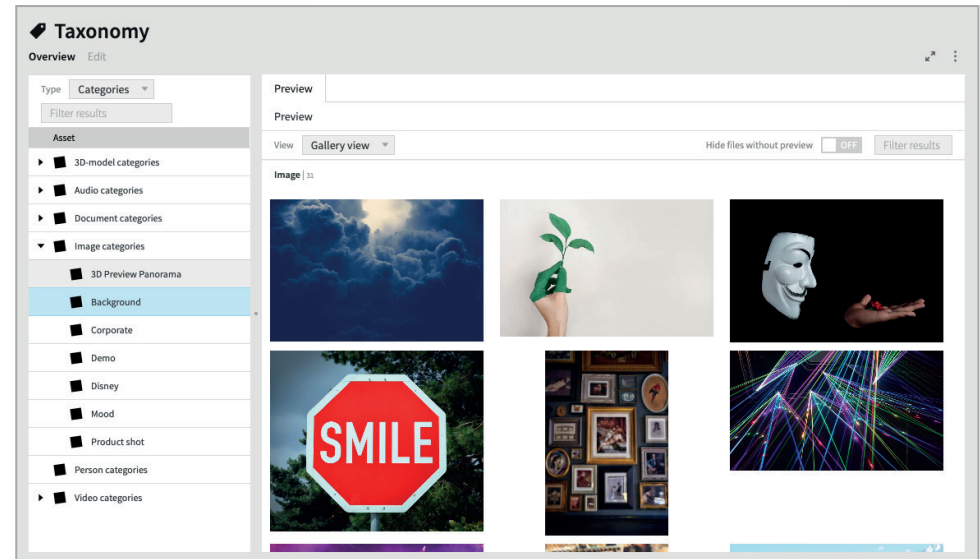 Taxonomy
Overview Edit
Type Categories
Filter results
Asset
3D-model categories
Audio categories
Document categories
Image categories
3D Preview Panorama
Background
Corporate
Demo
Disney
Mood
Product shot
Person categories
Video categories
Preview
Preview
View Gallery view Hide files without preview OFF Filter results
Image | 31
SMILE